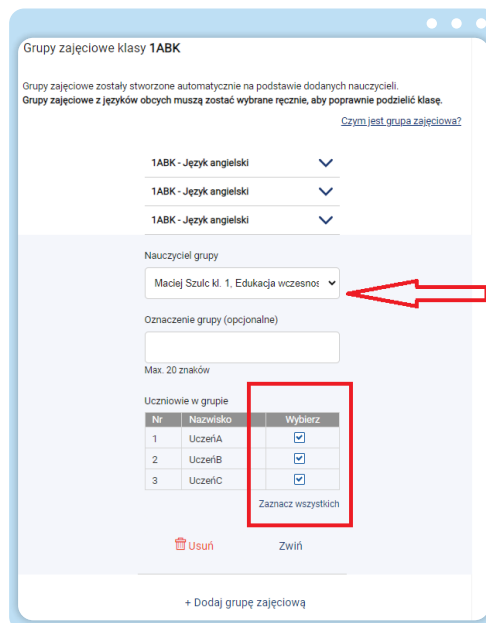 Grupy zajęciowe klasy 1ABK
Grupy zajęciowe zostały stworzone automatycznie na podstawie dodanych nauczycieli.
Grupy zajęciowe z języków obcych muszą zostać wybrane ręcznie, aby poprawnie podzielić klasę.
Czym jest grupa zajęciowa?
1ABK - Język angielski
1ABK - Język angielski
1ABK - Język angielski
Nauczyciel grupy
Maciej Szulc kl. 1, Edukacja wczesnoś
Oznaczenie grupy (opcjonalne)
Max. 20 znaków
Uczniowie w grupie
Nr Nazwisko Wybierz
1 UczeńA
2 UczeńB
3 UczeńC
Zaznacz wszystkich
Usuń Zwiń
+ Dodaj grupę zajęciową